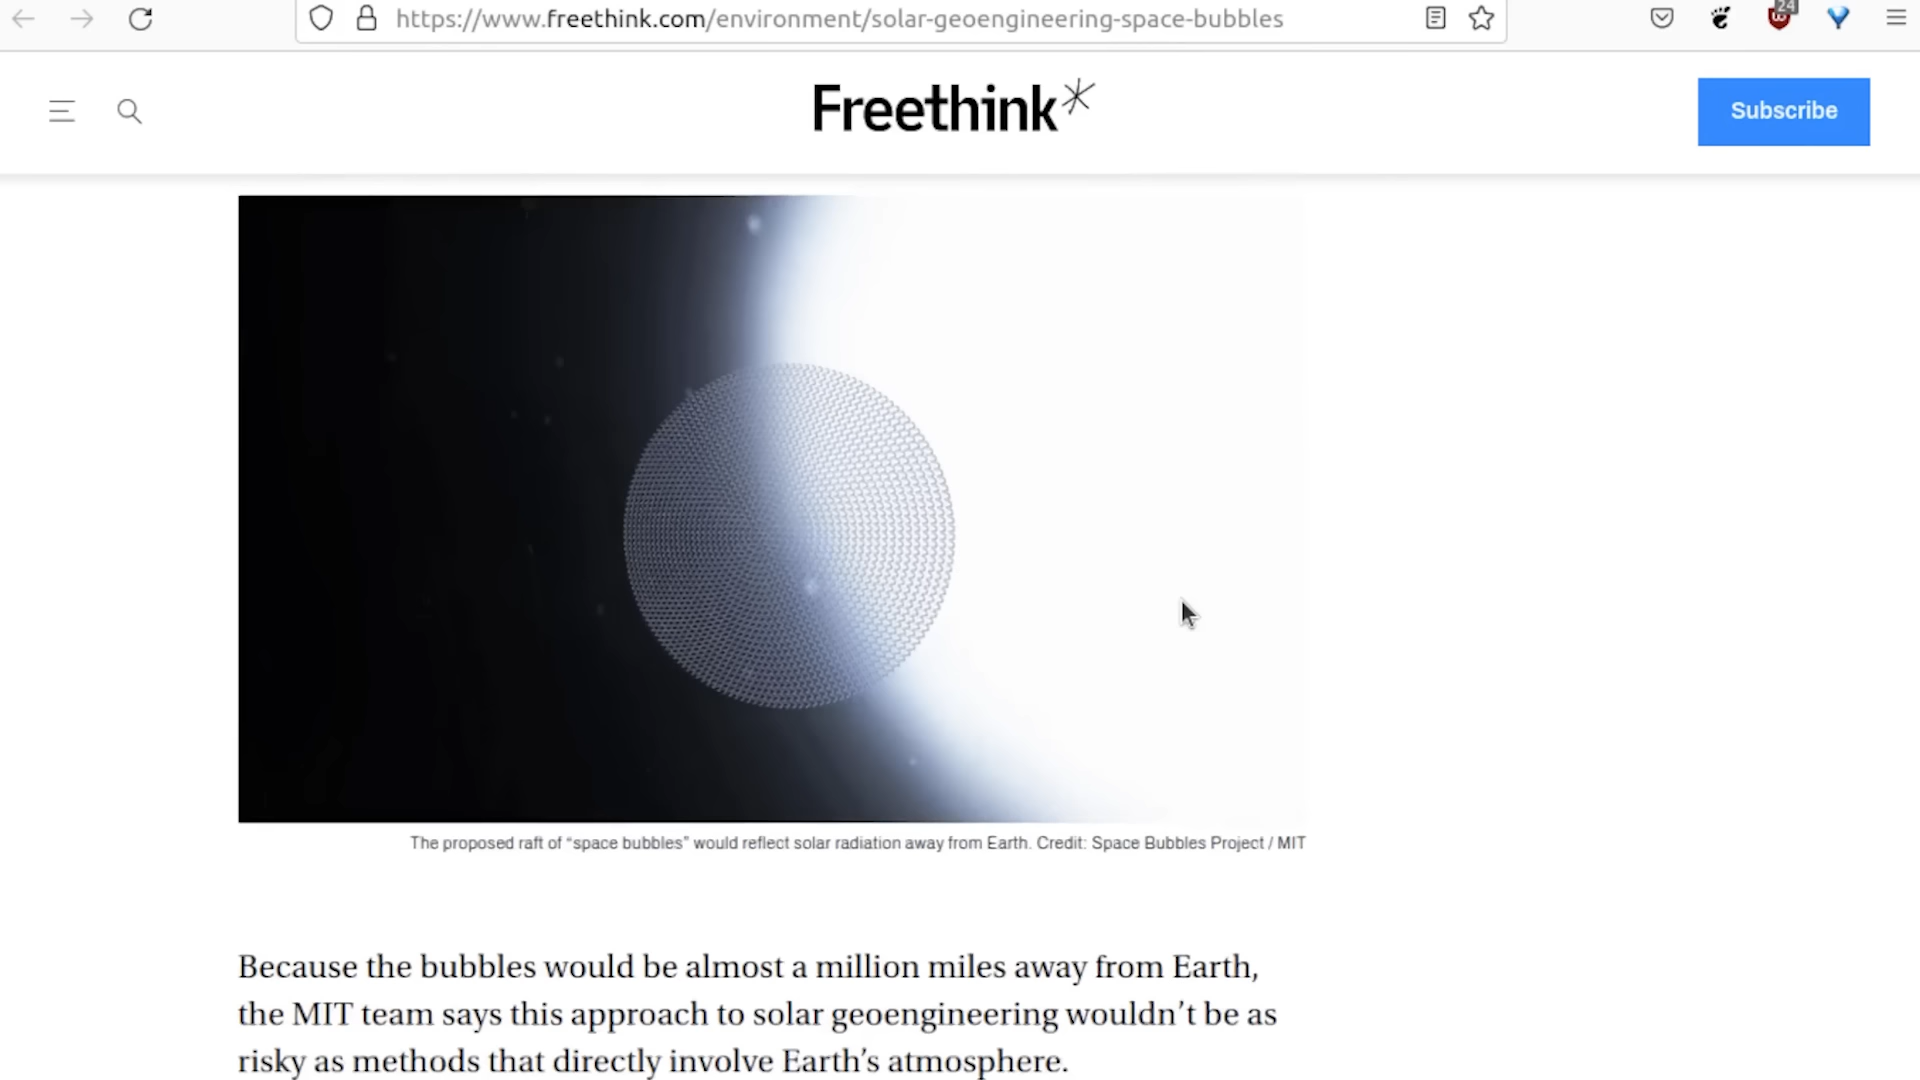 https://www.freethink.com/environment/solar-geoengineering-space-bubbles
24
Freethink*
Subscribe
The proposed raft of “space bubbles” would reflect solar radiation away from Earth. Credit: Space Bubbles Project / MIT
Because the bubbles would be almost a million miles away from Earth,
the MIT team says this approach to solar geoengineering wouldn’t be as
risky as methods that directly involve Earth’s atmosphere.